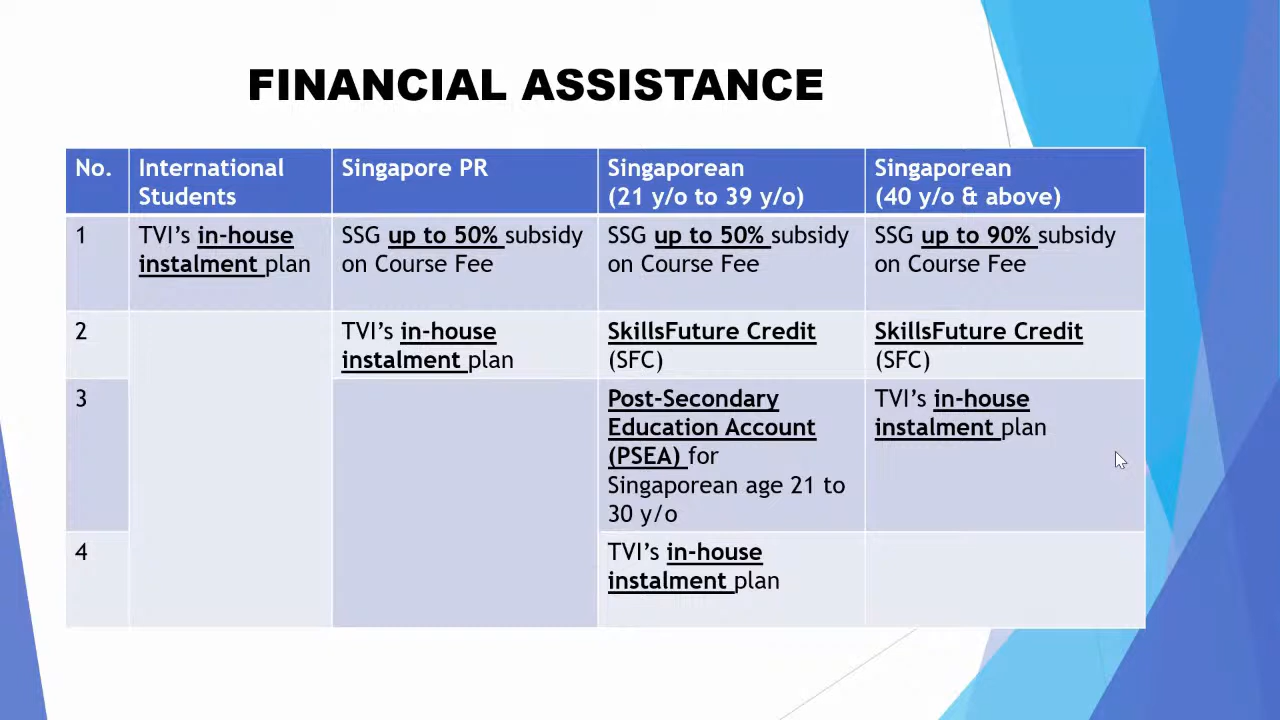 FINANCIAL ASSISTANCE
No.
International
Students
Singapore PR
Singaporean
(21 y/o to 39 y/o)
Singaporean
(40 y/o & above)
1
TVI's in-house
instalment plan
SSG up to 50% subsidy
on Course Fee
SSG up to 50% subsidy
on Course Fee
SSG up to 90% subsidy
on Course Fee
2
TVI's in-house
instalment plan
SkillsFuture Credit
(SFC)
SkillsFuture Credit
(SFC)
3
Post-Secondary
Education Account
(PSEA) for
Singaporean age 21 to
30 y/o
TVI's in-house
instalment plan
4
TVI's in-house
instalment plan